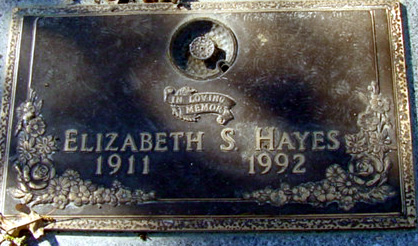 IN LOVING
MEMORY
ELIZABETH S. HAYES
1911 1992